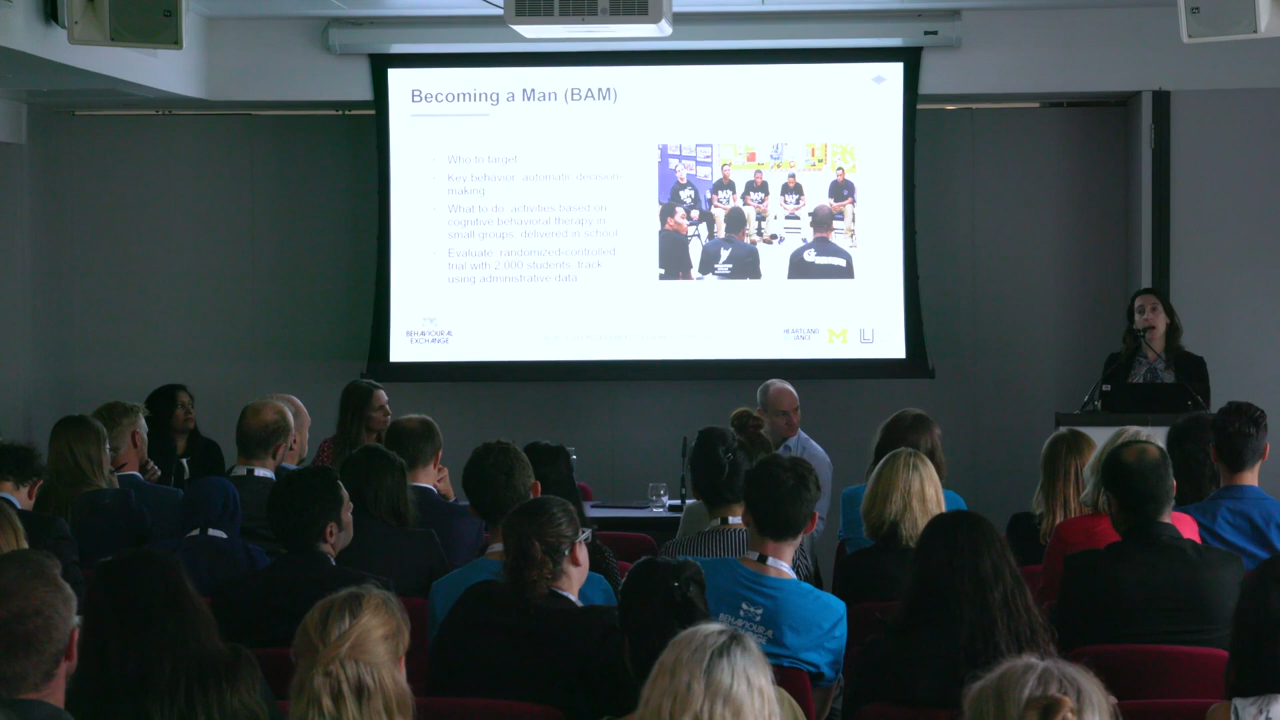 Becoming a Man (BAM)
Who to target
Key behavior: automatic decision-
making
What to do: activities based on
cognitive behavioral therapy in
small groups, delivered in school
Evaluate: randomized-controlled
trial with 2,000 students, track
using administrative data
BAM
BEHAVIOURAL
EXCHANGE
HEARTLAND
M
BEHAVIOURAL